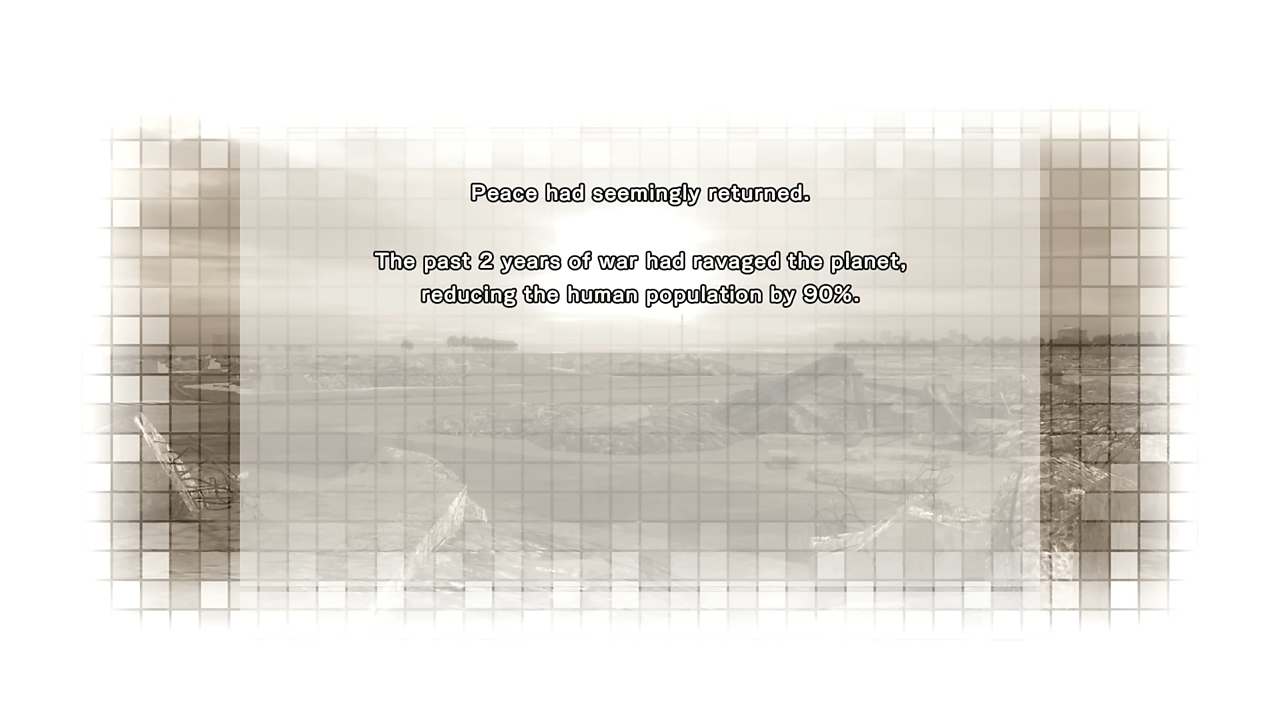 Peace had seemingly returned.
The past 2 years of war had ravaged the planet,
reducing the human population by 90%.